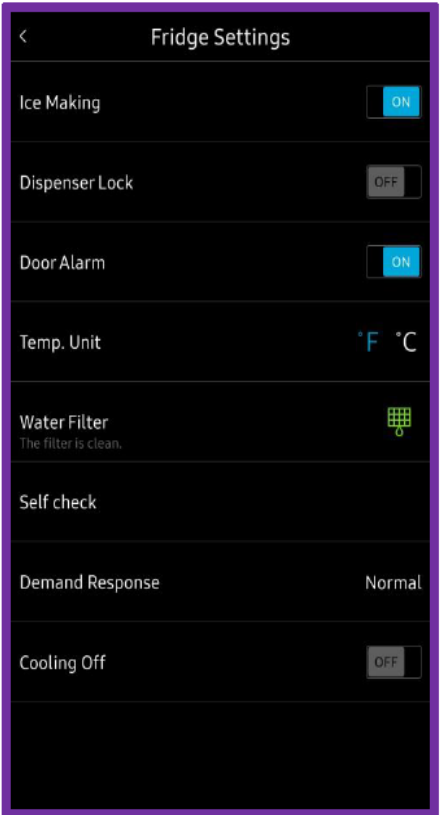 Fridge Settings
Ice Making ON
Dispenser Lock OFF
Door Alarm ON
Temp. Unit °F °C
Water Filter
The filter is clean.
Self check
Demand Response Normal
Cooling Off OFF